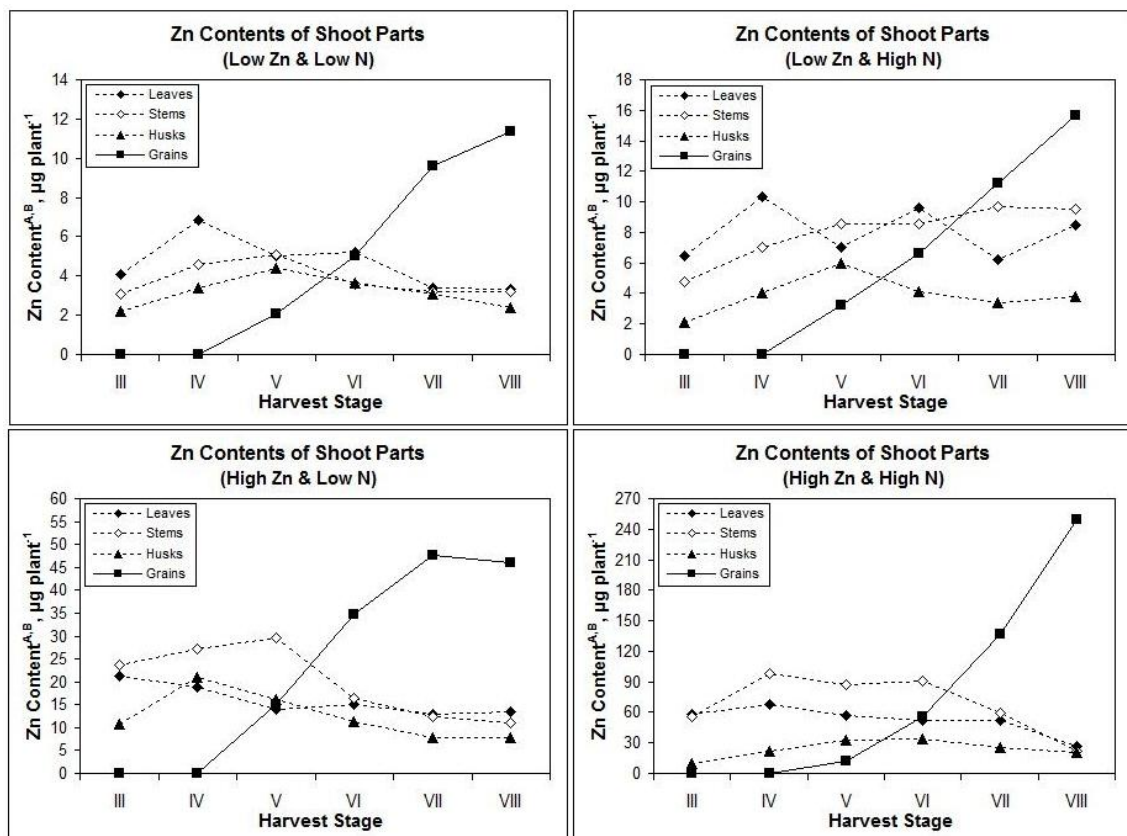 Zn Contents of Shoot Parts
(Low Zn & Low N)
14
12
10
8
6
4
2
0
Leaves
Stems
Husks
Grains
Zn Content^A,B, µg plant^-1
III IV V VI VII VIII
Harvest Stage
Zn Contents of Shoot Parts
(Low Zn & High N)
18
16
14
12
10
8
6
4
2
0
Leaves
Stems
Husks
Grains
Zn Content^A,B, µg plant^-1
III IV V VI VII VIII
Harvest Stage
Zn Contents of Shoot Parts
(High Zn & Low N)
60
55
50
45
40
35
30
25
20
15
10
5
0
Leaves
Stems
Husks
Grains
Zn Content^A,B, µg plant^-1
III IV V VI VII VIII
Harvest Stage
Zn Contents of Shoot Parts
(High Zn & High N)
270
240
210
180
150
120
90
60
30
0
Leaves
Stems
Husks
Grains
Zn Content^A,B, µg plant^-1
III IV V VI VII VIII
Harvest Stage